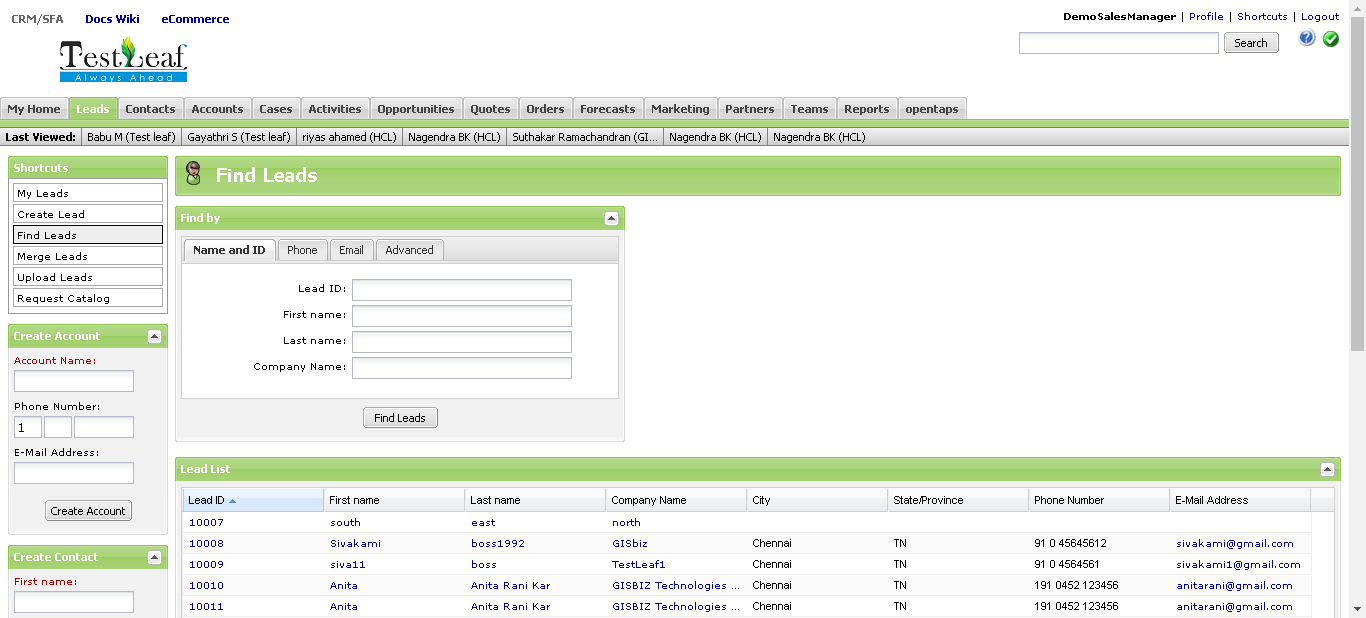 CRM/SFA Docs Wiki eCommerce
DemoSalesManager | Profile | Shortcuts | Logout
Search
TestLeaf
Always Ahead
My Home Leads Contacts Accounts Cases Activities Opportunities Quotes Orders Forecasts Marketing Partners Teams Reports opentaps
Last Viewed: Babu M (Test leaf) Gayathri S (Test leaf) riyas ahamed (HCL) Nagendra BK (HCL) Suthakar Ramachandran (GI... Nagendra BK (HCL) Nagendra BK (HCL)
Shortcuts
My Leads
Create Lead
Find Leads
Merge Leads
Upload Leads
Request Catalog
Create Account
Account Name:
Phone Number:
1
E-Mail Address:
Create Account
Create Contact
First name:
Find Leads
Find by
Name and ID Phone Email Advanced
Lead ID:
First name:
Last name:
Company Name:
Find Leads
Lead List
Lead ID First name Last name Company Name City State/Province Phone Number E-Mail Address
10007 south east north
10008 Sivakami boss1992 GISbiz Chennai TN 91 0 45645612 sivakami@gmail.com
10009 siva11 boss TestLeaf1 Chennai TN 91 0 4564561 sivakami1@gmail.com
10010 Anita Anita Rani Kar GISBIZ Technologies ... Chennai TN 191 0452 123456 anitarani@gmail.com
10011 Anita Anita Rani Kar GISBIZ Technologies ... Chennai TN 191 0452 123456 anitarani@gmail.com